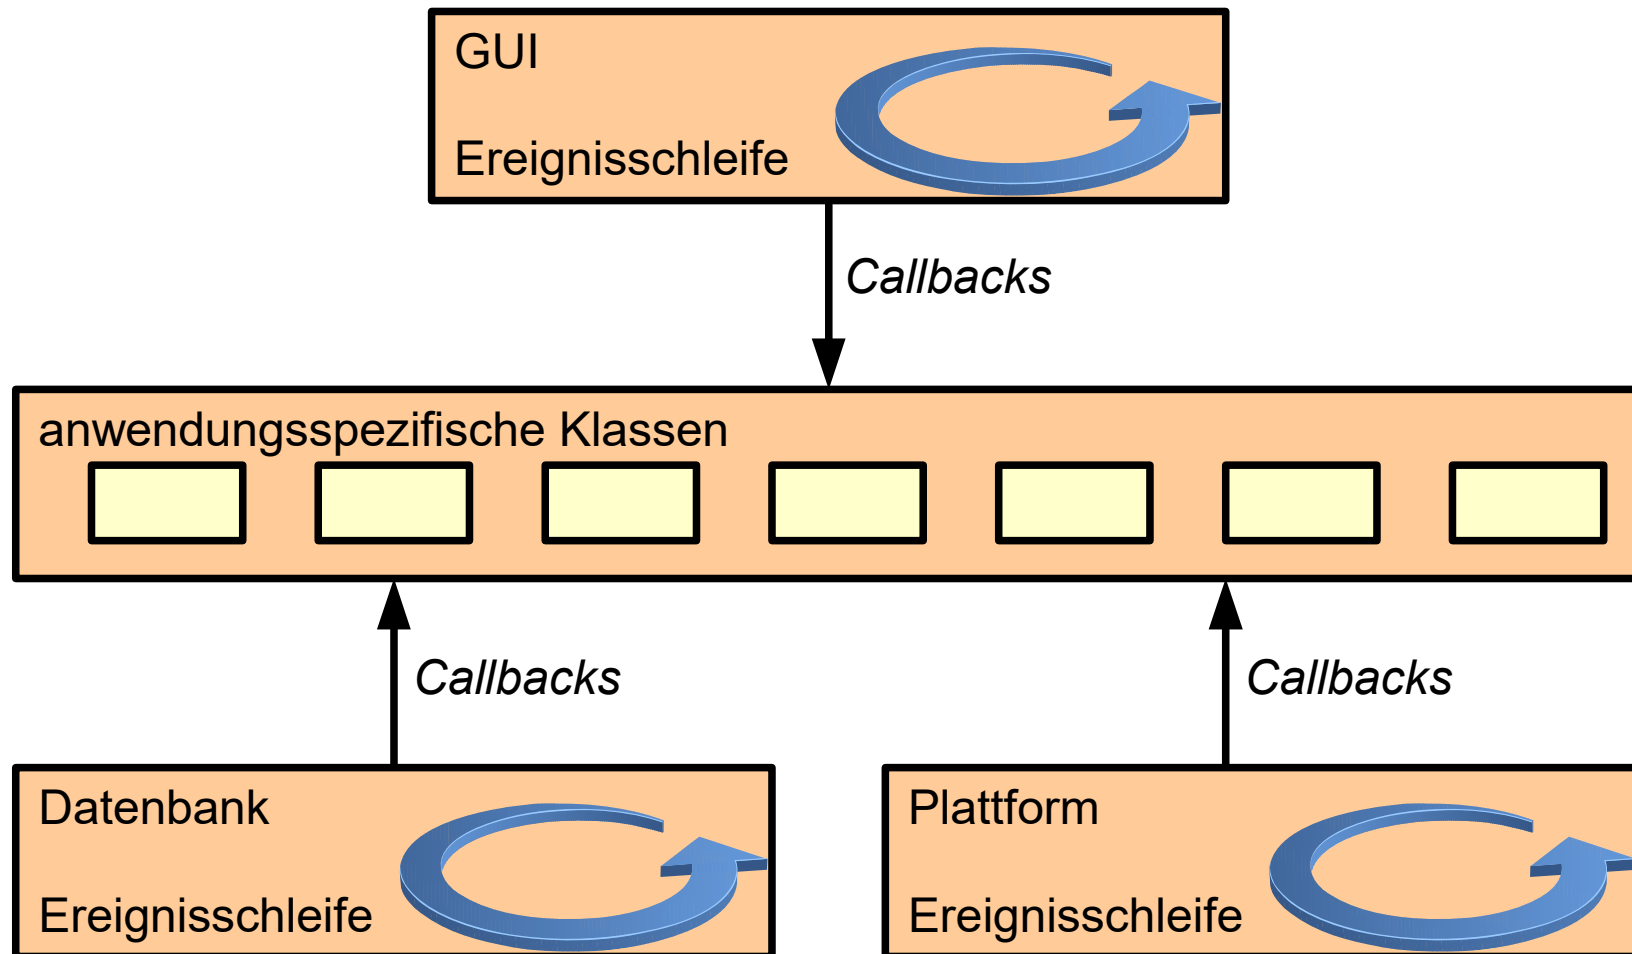 GUI
Ereignisschleife
Callbacks
anwendungsspezifische Klassen
Callbacks
Callbacks
Datenbank
Ereignisschleife
Plattform
Ereignisschleife